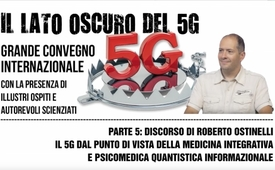 IL LATO OSCURO DEL 5G
GRANDE CONVEGNO
INTERNAZIONALE
CON LA PRESENZA DI
ILLUSTRI OSPITI E
AUTOREVOLI SCIENZIATI
5G
PARTE 5: DISCORSO DI ROBERTO OSTINELLI
IL 5G DAL PUNTO DI VISTA DELLA MEDICINA INTEGRATIVA
E PSICOMEDICA QUANTISTICA INFORMAZIONALE